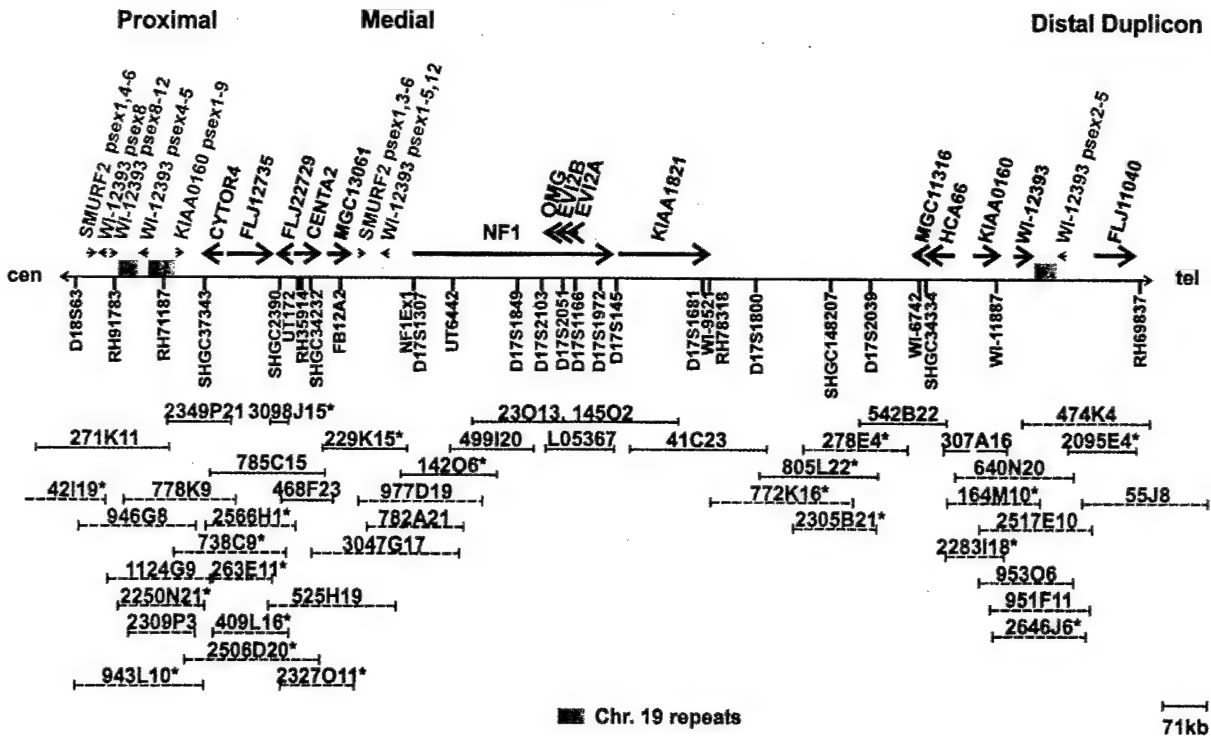 Proximal Medial Distal Duplicon
SMURF2 psex1,4-6
WI-12393 psex8
WI-12393 psex8-12
WI-12393 psex4-5
KIAA0160 psex1-9
CYTOR4
FLJ12735
FLJ22729
CENTA2
MGC13061
SMURF2 psex1,3-6
WI-12393 psex1-5,12
NF1
OMG
EVI2B
EVI2A
KIAA1821
MGC11316
HCA66
KIAA0160
WI-12393
WI-12393 psex2-5
FLJ11040
cen tel
D18S63
RH91783
RH71187
SHGC37343
SHGC2390
UT172
RH35914
SHGC34232
FB12A2
NF1Ex1
D17S1307
UT6442
D17S1849
D17S2103
D17S2051
D17S1166
D17S1972
D17S145
D17S1681
WI-9521
RH78318
D17S1800
SHGC148207
D17S2039
WI-6742
SHGC34334
WI-11887
RH69837
2349P21 3098J15* 23O13, 145O2 542B22 474K4
271K11 229K15* 499I20 L05367 41C23 278E4* 307A16 2095E4*
785C15 142O6* 805L22* 640N20
42I19* 778K9 468F23 977D19 772K16* 164M10* 55J8
946G8 2566H1* 782A21 2305B21* 2517E10
738C9* 3047G17 2283I18*
1124G9 263E11* 953O6
2250N21* 525H19 951F11
2309P3 409L16* 2646J6*
2506D20*
943L10* 2327O11*
Chr. 19 repeats
71kb